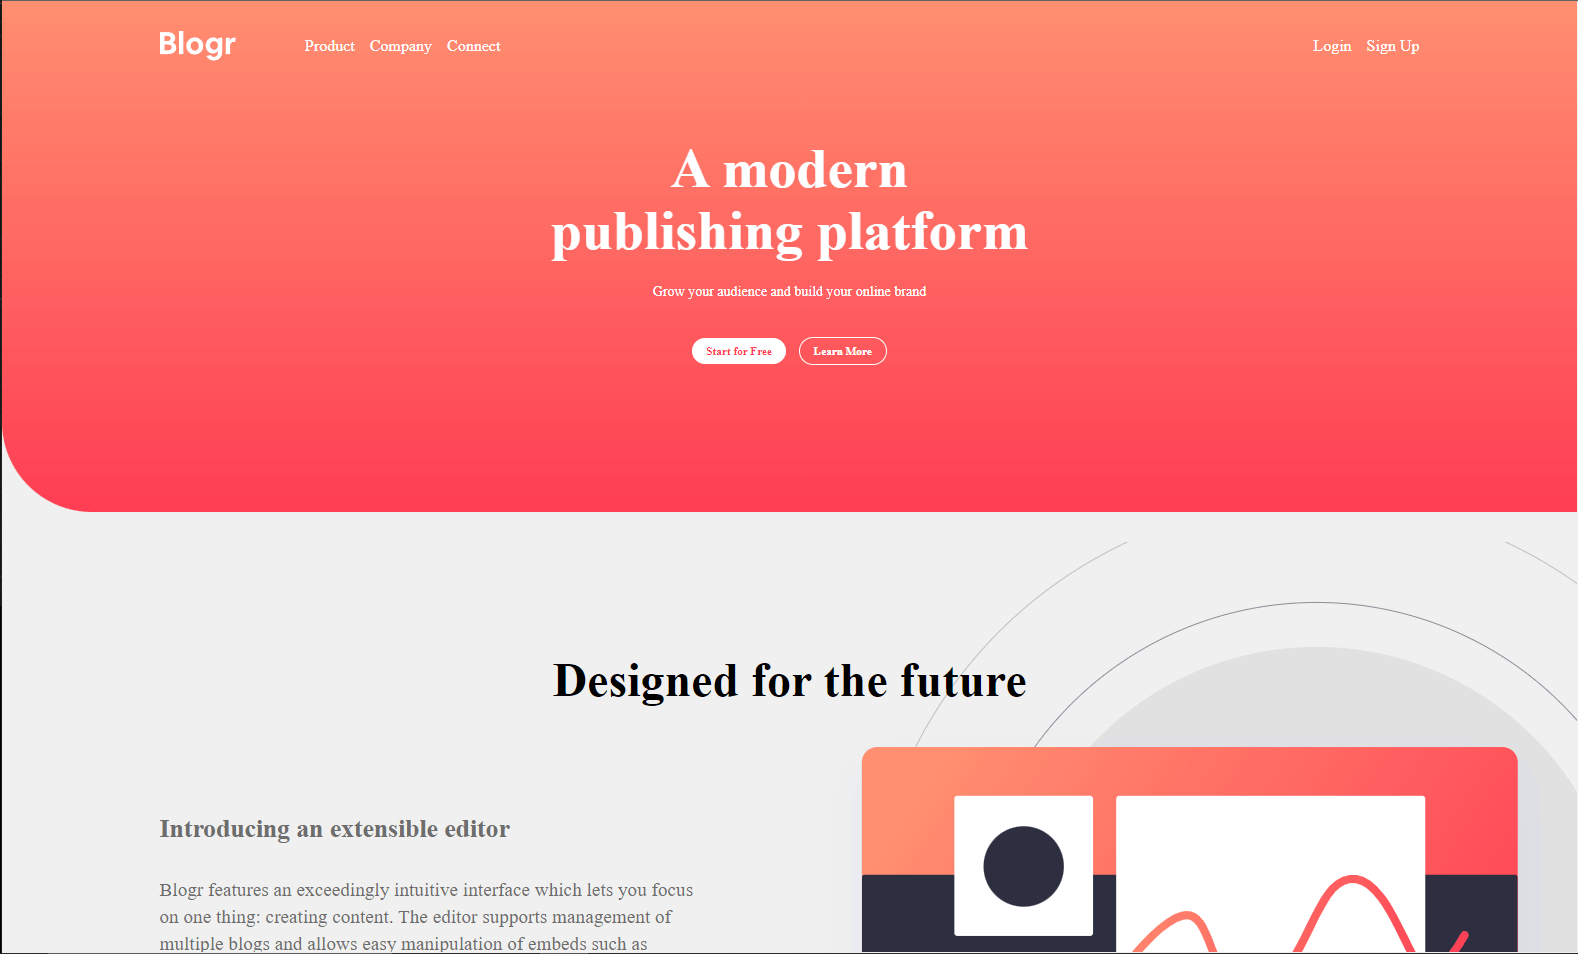 Blogr Product Company Connect Login Sign Up
A modern
publishing platform
Grow your audience and build your online brand
Start for Free Learn More
Designed for the future
Introducing an extensible editor
Blogr features an exceedingly intuitive interface which lets you focus
on one thing: creating content. The editor supports management of
multiple blogs and allows easy manipulation of embeds such as